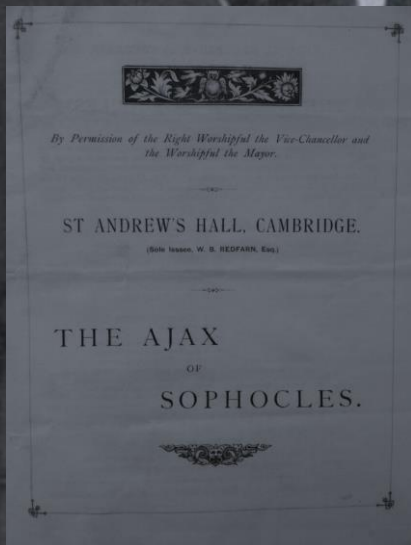 By Permission of the Right Worshipful the Vice-Chancellor and
the Worshipful the Mayor.
ST ANDREW'S HALL, CAMBRIDGE.
(Sole lessee, W. B. REDFARN, Esq.)
THE AJAX
OF
SOPHOCLES.